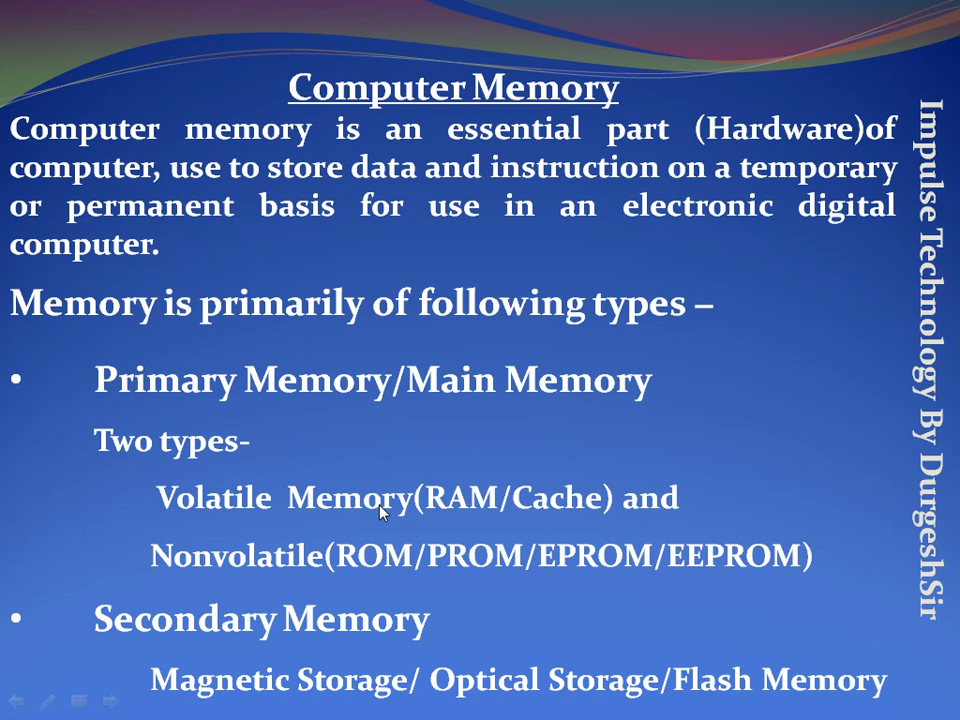 Computer Memory
Computer memory is an essential part (Hardware)of
computer, use to store data and instruction on a temporary
or permanent basis for use in an electronic digital
computer.
Memory is primarily of following types –
• Primary Memory/Main Memory
Two types-
Volatile Memory(RAM/Cache) and
Nonvolatile(ROM/PROM/EPROM/EEPROM)
• Secondary Memory
Magnetic Storage/ Optical Storage/Flash Memory
Impulse Technology By DurgeshSir